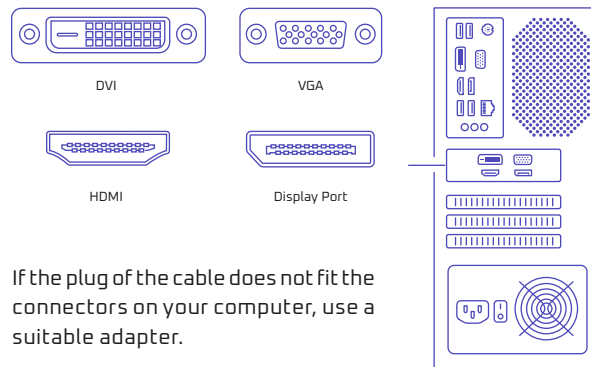 DVI
VGA
HDMI
Display Port
If the plug of the cable does not fit the
connectors on your computer, use a
suitable adapter.